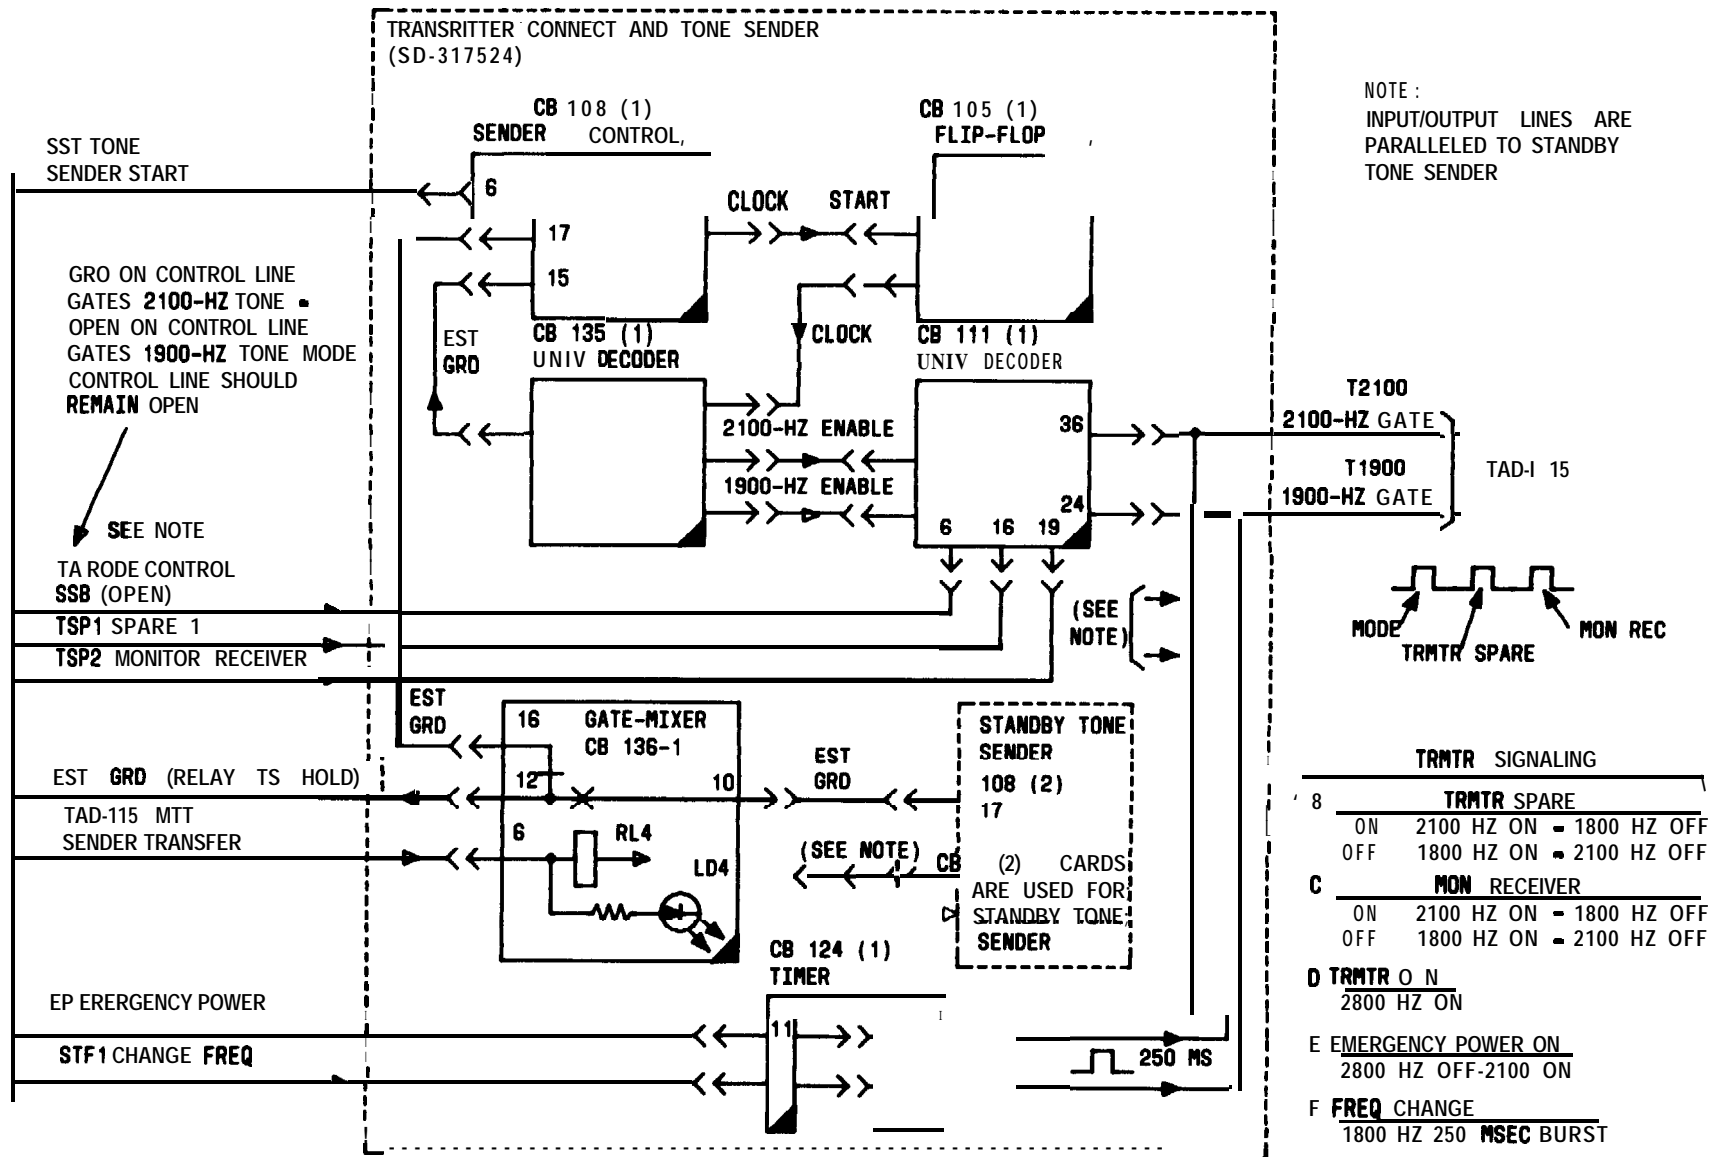 TRANSRITTER CONNECT AND TONE SENDER
(SD-317524)
NOTE :
INPUT/OUTPUT LINES ARE
PARALLELED TO STANDBY
TONE SENDER
CB 108 (1)
SENDER CONTROL,
CB 105 (1)
FLIP-FLOP
SST TONE
SENDER START
6
17
15
CLOCK START
GRO ON CONTROL LINE
GATES 2100-HZ TONE -
OPEN ON CONTROL LINE
GATES 1900-HZ TONE MODE
CONTROL LINE SHOULD
REMAIN OPEN
EST
GRD
CB 135 (1)
UNIV DECODER
CLOCK
CB 111 (1)
UNIV DECODER
2100-HZ ENABLE
1900-HZ ENABLE
36
24
6 16 19
T2100
2100-HZ GATE
T1900
1900-HZ GATE
TAD-I 15
SEE NOTE
TA RODE CONTROL
SSB (OPEN)
TSP1 SPARE 1
TSP2 MONITOR RECEIVER
(SEE
NOTE)
MODE
TRMTR SPARE
MON REC
EST
GRD
16 GATE-MIXER
CB 136-1
12
10
6 RL4
LD4
EST
GRD
STANDBY TONE
SENDER
108 (2)
17
(SEE NOTE)
CB (2) CARDS
ARE USED FOR
STANDBY TONE
SENDER
EST GRD (RELAY TS HOLD)
TAD-115 MTT
SENDER TRANSFER
CB 124 (1)
TIMER
11
EP ERERGENCY POWER
STF1 CHANGE FREQ
250 MS
TRMTR SIGNALING
8 TRMTR SPARE
ON 2100 HZ ON - 1800 HZ OFF
OFF 1800 HZ ON - 2100 HZ OFF
C MON RECEIVER
ON 2100 HZ ON - 1800 HZ OFF
OFF 1800 HZ ON - 2100 HZ OFF
D TRMTR O N
2800 HZ ON
E EMERGENCY POWER ON
2800 HZ OFF-2100 ON
F FREQ CHANGE
1800 HZ 250 MSEC BURST